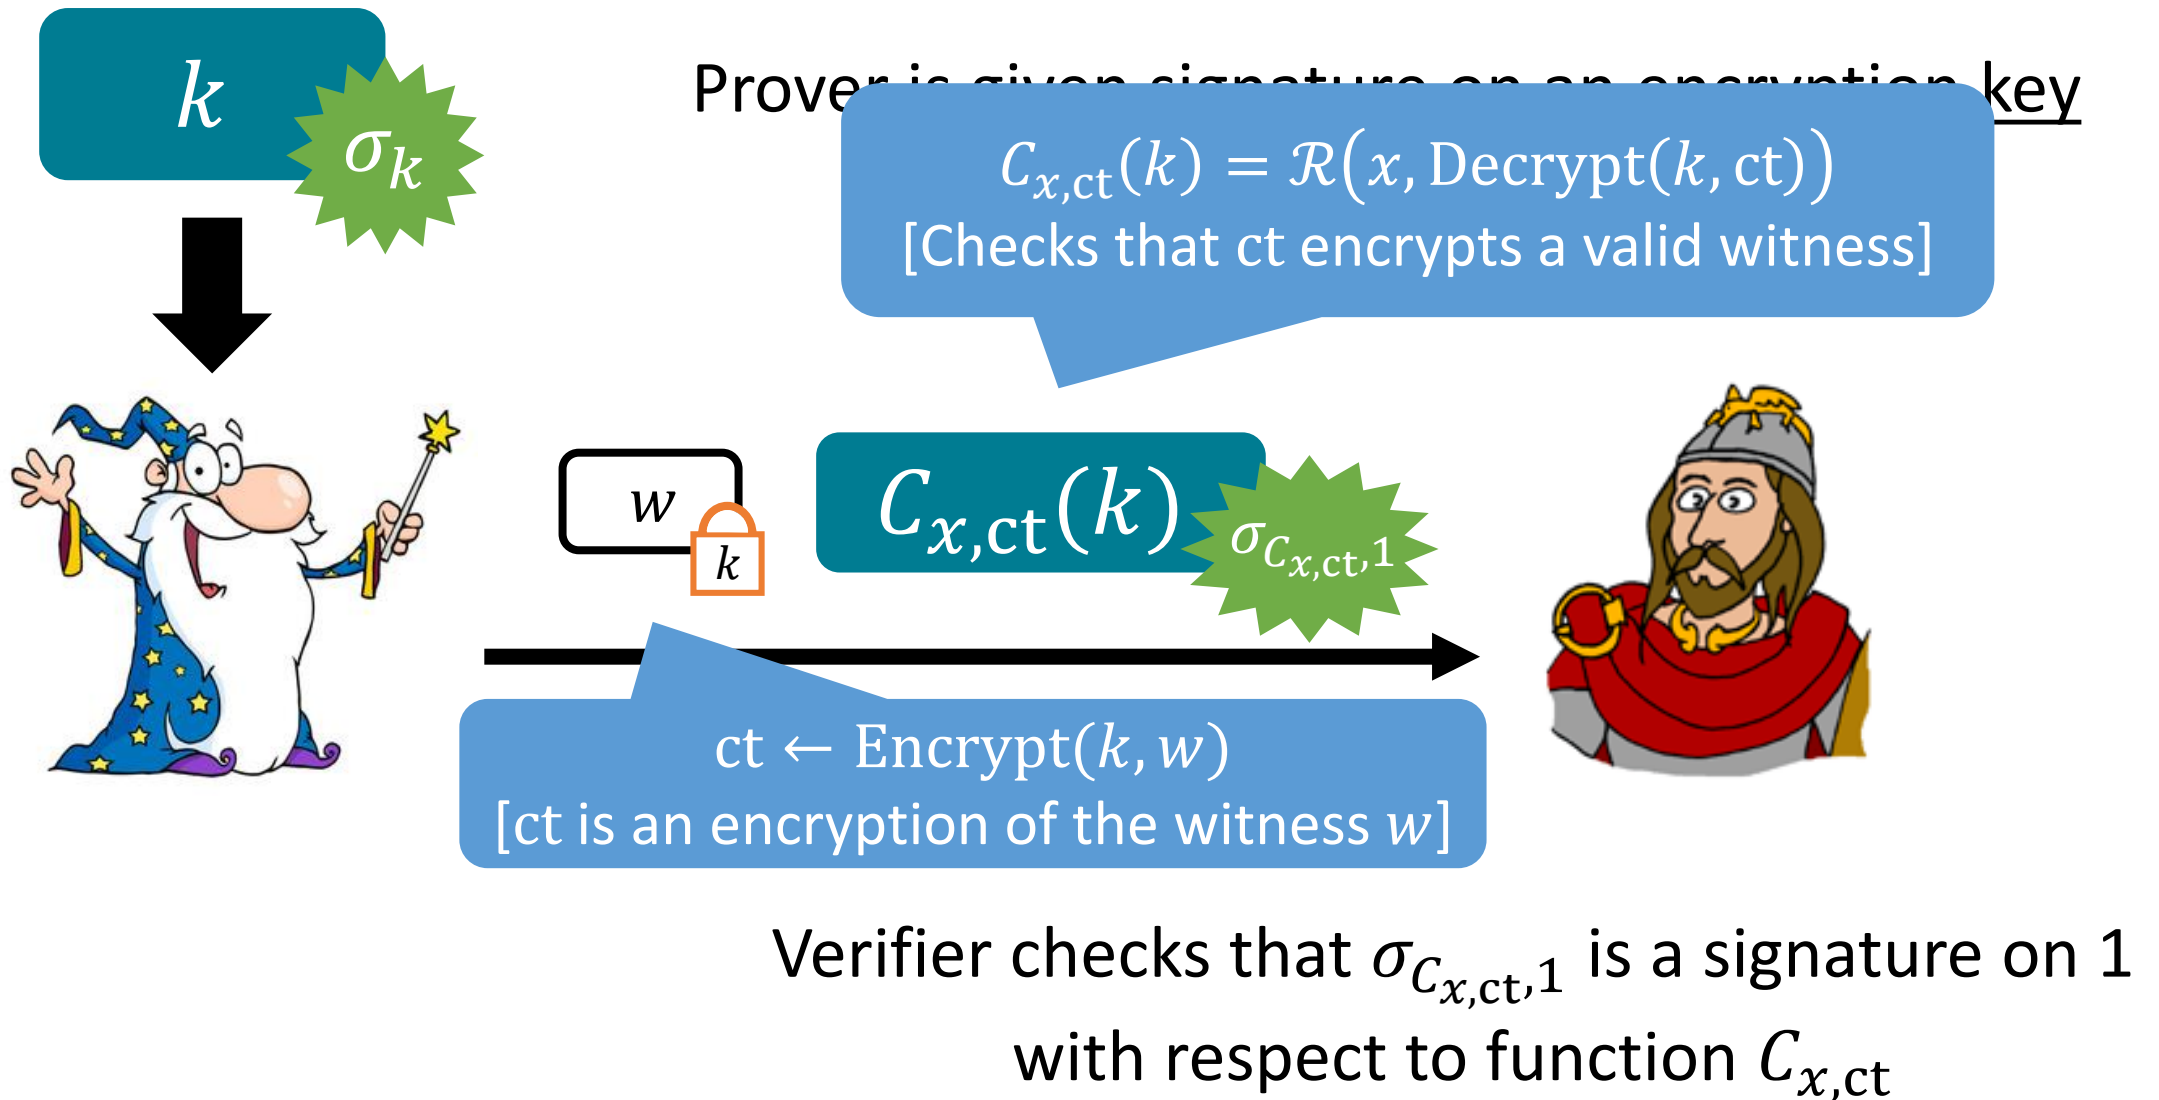 k
σ_k
Prover is given signature on an encryption key
C_{x,ct}(k) = ℛ(x, Decrypt(k, ct))
[Checks that ct encrypts a valid witness]
w
k
C_{x,ct}(k)
σ_{C_{x,ct},1}
ct ← Encrypt(k, w)
[ct is an encryption of the witness w]
Verifier checks that σ_{C_{x,ct},1} is a signature on 1
with respect to function C_{x,ct}